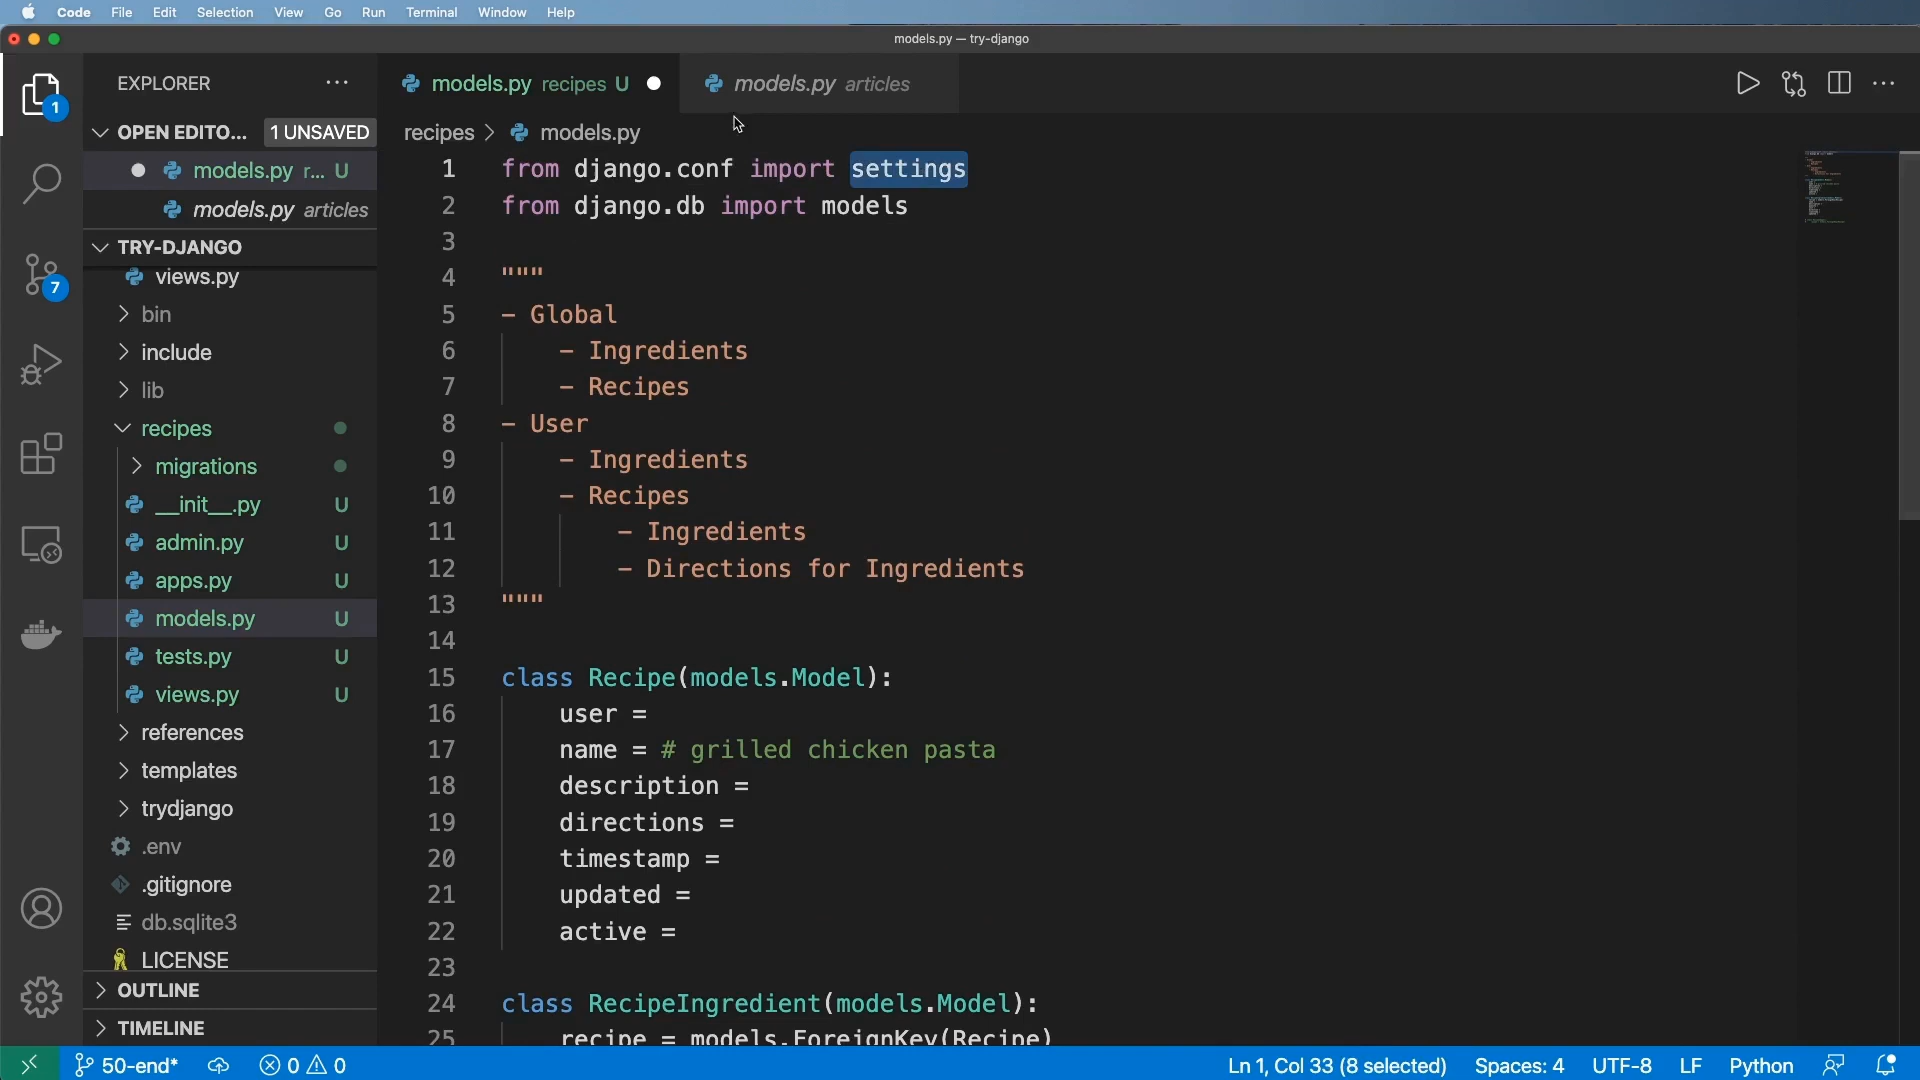 Code File Edit Selection View Go Run Terminal Window Help
models.py — try-django
EXPLORER
models.py recipes U
models.py articles
OPEN EDITO... 1 UNSAVED
recipes > models.py
models.py r... U
models.py articles
TRY-DJANGO
views.py
bin
include
lib
recipes
migrations
__init__.py U
admin.py U
apps.py U
models.py U
tests.py U
views.py U
references
templates
trydjango
.env
.gitignore
db.sqlite3
LICENSE
OUTLINE
TIMELINE
1
7
1 from django.conf import settings
2 from django.db import models
3
4 """
5 - Global
6 - Ingredients
7 - Recipes
8 - User
9 - Ingredients
10 - Recipes
11 - Ingredients
12 - Directions for Ingredients
13 """
14
15 class Recipe(models.Model):
16 user =
17 name = # grilled chicken pasta
18 description =
19 directions =
20 timestamp =
21 updated =
22 active =
23
24 class RecipeIngredient(models.Model):
25 recipe = models.ForeignKey(Recipe)
50-end* 0 0 Ln 1, Col 33 (8 selected) Spaces: 4 UTF-8 LF Python